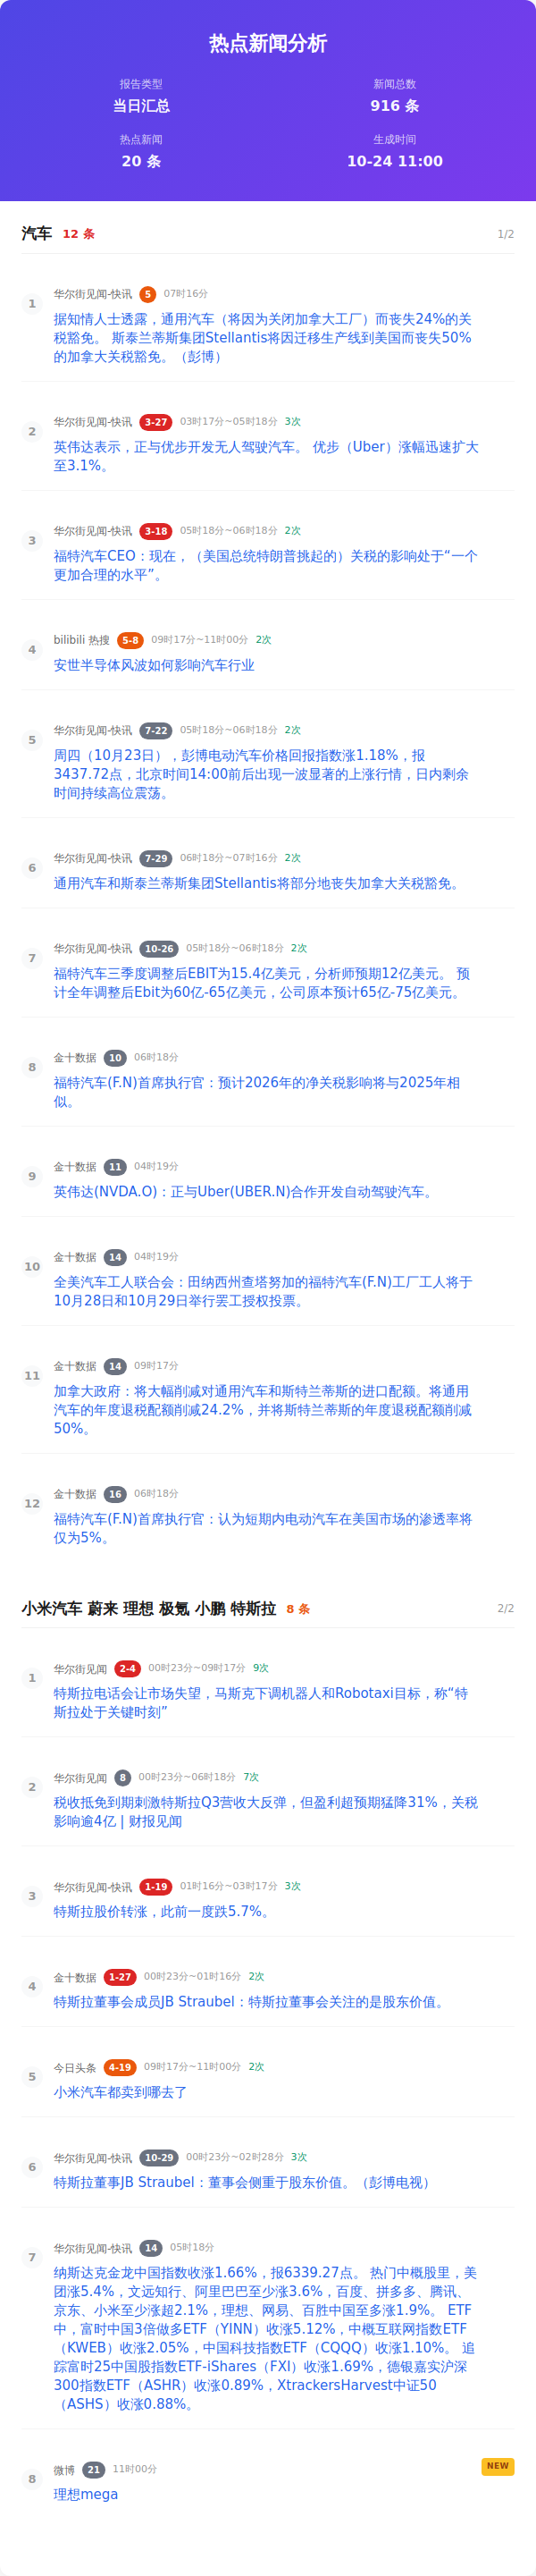 热点新闻分析
报告类型
当日汇总
新闻总数
916 条
热点新闻
20 条
生成时间
10-24 11:00
汽车 12 条 1/2
1
华尔街见闻-快讯 5 07时16分
据知情人士透露，通用汽车（将因为关闭加拿大工厂）而丧失24%的关
税豁免。 斯泰兰蒂斯集团Stellantis将因迁移生产线到美国而丧失50%
的加拿大关税豁免。（彭博）
2
华尔街见闻-快讯 3-27 03时17分~05时18分 3次
英伟达表示，正与优步开发无人驾驶汽车。 优步（Uber）涨幅迅速扩大
至3.1%。
3
华尔街见闻-快讯 3-18 05时18分~06时18分 2次
福特汽车CEO：现在，（美国总统特朗普挑起的）关税的影响处于“一个
更加合理的水平”。
4
bilibili 热搜 5-8 09时17分~11时00分 2次
安世半导体风波如何影响汽车行业
5
华尔街见闻-快讯 7-22 05时18分~06时18分 2次
周四（10月23日），彭博电动汽车价格回报指数涨1.18%，报
3437.72点，北京时间14:00前后出现一波显著的上涨行情，日内剩余
时间持续高位震荡。
6
华尔街见闻-快讯 7-29 06时18分~07时16分 2次
通用汽车和斯泰兰蒂斯集团Stellantis将部分地丧失加拿大关税豁免。
7
华尔街见闻-快讯 10-26 05时18分~06时18分 2次
福特汽车三季度调整后EBIT为15.4亿美元，分析师预期12亿美元。 预
计全年调整后Ebit为60亿-65亿美元，公司原本预计65亿-75亿美元。
8
金十数据 10 06时18分
福特汽车(F.N)首席执行官：预计2026年的净关税影响将与2025年相
似。
9
金十数据 11 04时19分
英伟达(NVDA.O)：正与Uber(UBER.N)合作开发自动驾驶汽车。
10
金十数据 14 04时19分
全美汽车工人联合会：田纳西州查塔努加的福特汽车(F.N)工厂工人将于
10月28日和10月29日举行罢工授权投票。
11
金十数据 14 09时17分
加拿大政府：将大幅削减对通用汽车和斯特兰蒂斯的进口配额。将通用
汽车的年度退税配额削减24.2%，并将斯特兰蒂斯的年度退税配额削减
50%。
12
金十数据 16 06时18分
福特汽车(F.N)首席执行官：认为短期内电动汽车在美国市场的渗透率将
仅为5%。
小米汽车 蔚来 理想 极氪 小鹏 特斯拉 8 条 2/2
1
华尔街见闻 2-4 00时23分~09时17分 9次
特斯拉电话会让市场失望，马斯克下调机器人和Robotaxi目标，称“特
斯拉处于关键时刻”
2
华尔街见闻 8 00时23分~06时18分 7次
税收抵免到期刺激特斯拉Q3营收大反弹，但盈利超预期猛降31%，关税
影响逾4亿 | 财报见闻
3
华尔街见闻-快讯 1-19 01时16分~03时17分 3次
特斯拉股价转涨，此前一度跌5.7%。
4
金十数据 1-27 00时23分~01时16分 2次
特斯拉董事会成员JB Straubel：特斯拉董事会关注的是股东价值。
5
今日头条 4-19 09时17分~11时00分 2次
小米汽车都卖到哪去了
6
华尔街见闻-快讯 10-29 00时23分~02时28分 3次
特斯拉董事JB Straubel：董事会侧重于股东价值。（彭博电视）
7
华尔街见闻-快讯 14 05时18分
纳斯达克金龙中国指数收涨1.66%，报6339.27点。 热门中概股里，美
团涨5.4%，文远知行、阿里巴巴至少涨3.6%，百度、拼多多、腾讯、
京东、小米至少涨超2.1%，理想、网易、百胜中国至多涨1.9%。 ETF
中，富时中国3倍做多ETF（YINN）收涨5.12%，中概互联网指数ETF
（KWEB）收涨2.05%，中国科技指数ETF（CQQQ）收涨1.10%。 追
踪富时25中国股指数ETF-iShares（FXI）收涨1.69%，德银嘉实沪深
300指数ETF（ASHR）收涨0.89%，XtrackersHarvest中证50
（ASHS）收涨0.88%。
8
微博 21 11时00分 NEW
理想mega